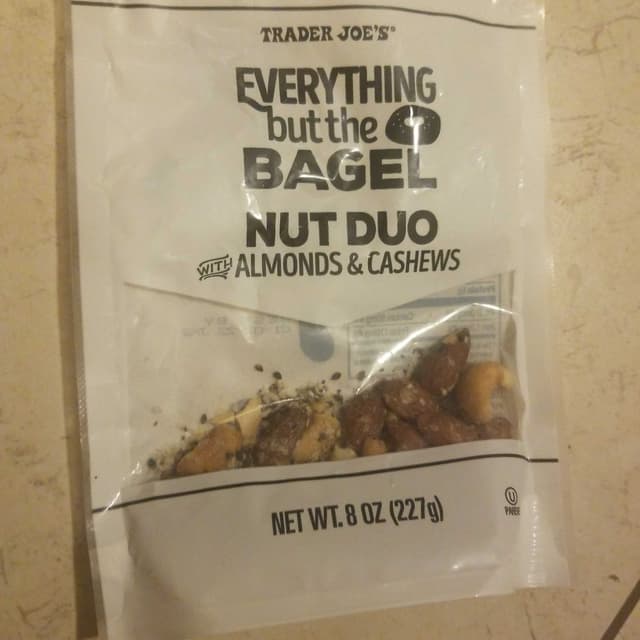 TRADER JOE'S®
EVERYTHING
but the
BAGEL
NUT DUO
WITH ALMONDS & CASHEWS
NET WT. 8 OZ (227g)
U